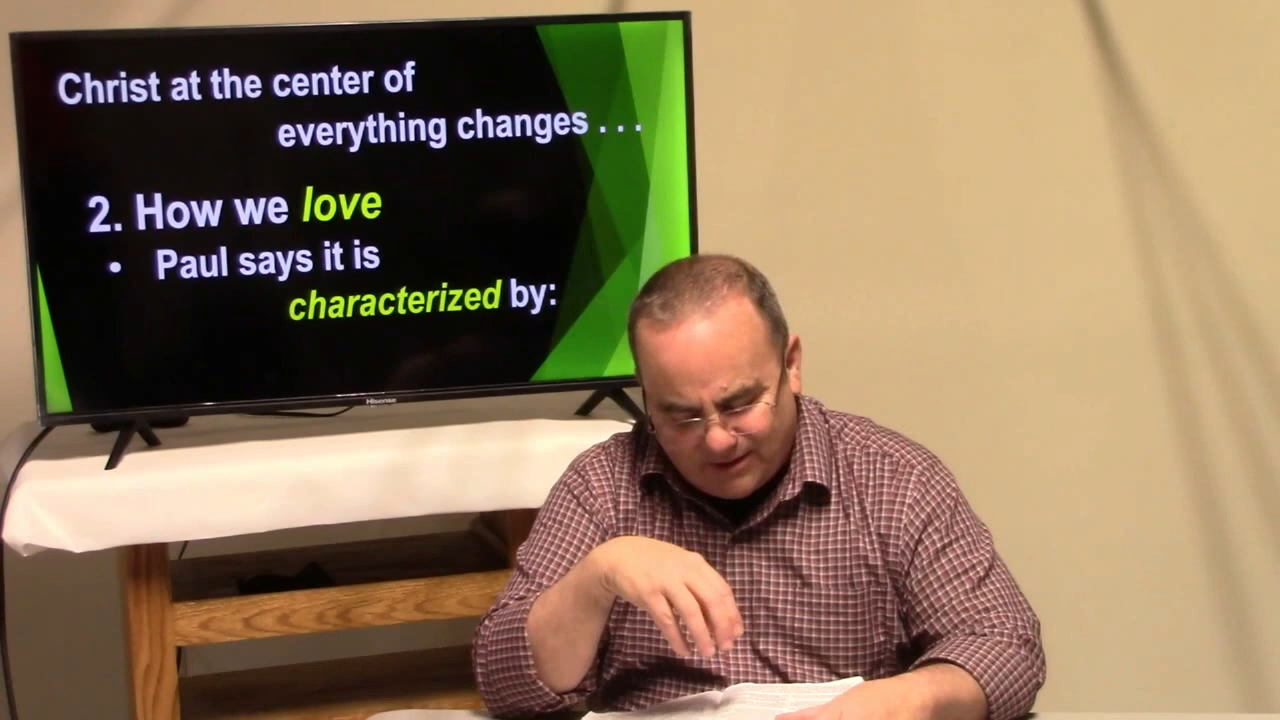 Christ at the center of
everything changes . . .
2. How we love
• Paul says it is
characterized by:
Hisense